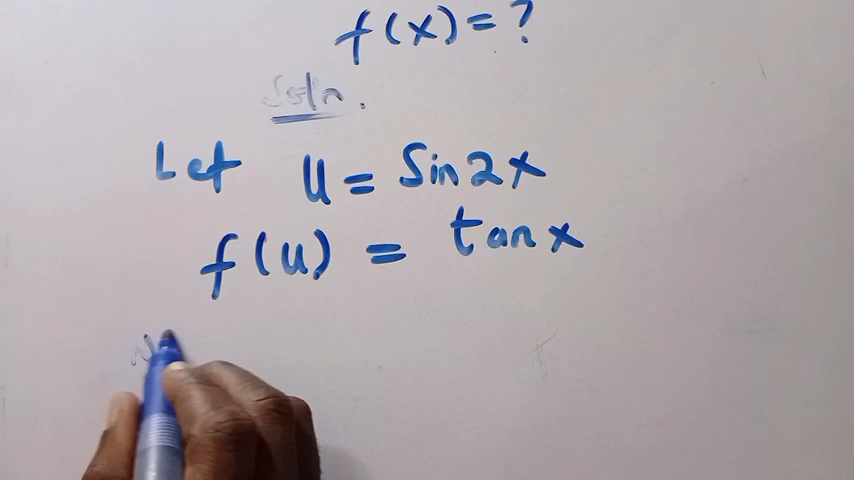 f(x)=?
Soln.
Let u = Sin2x
f(u) = tanx